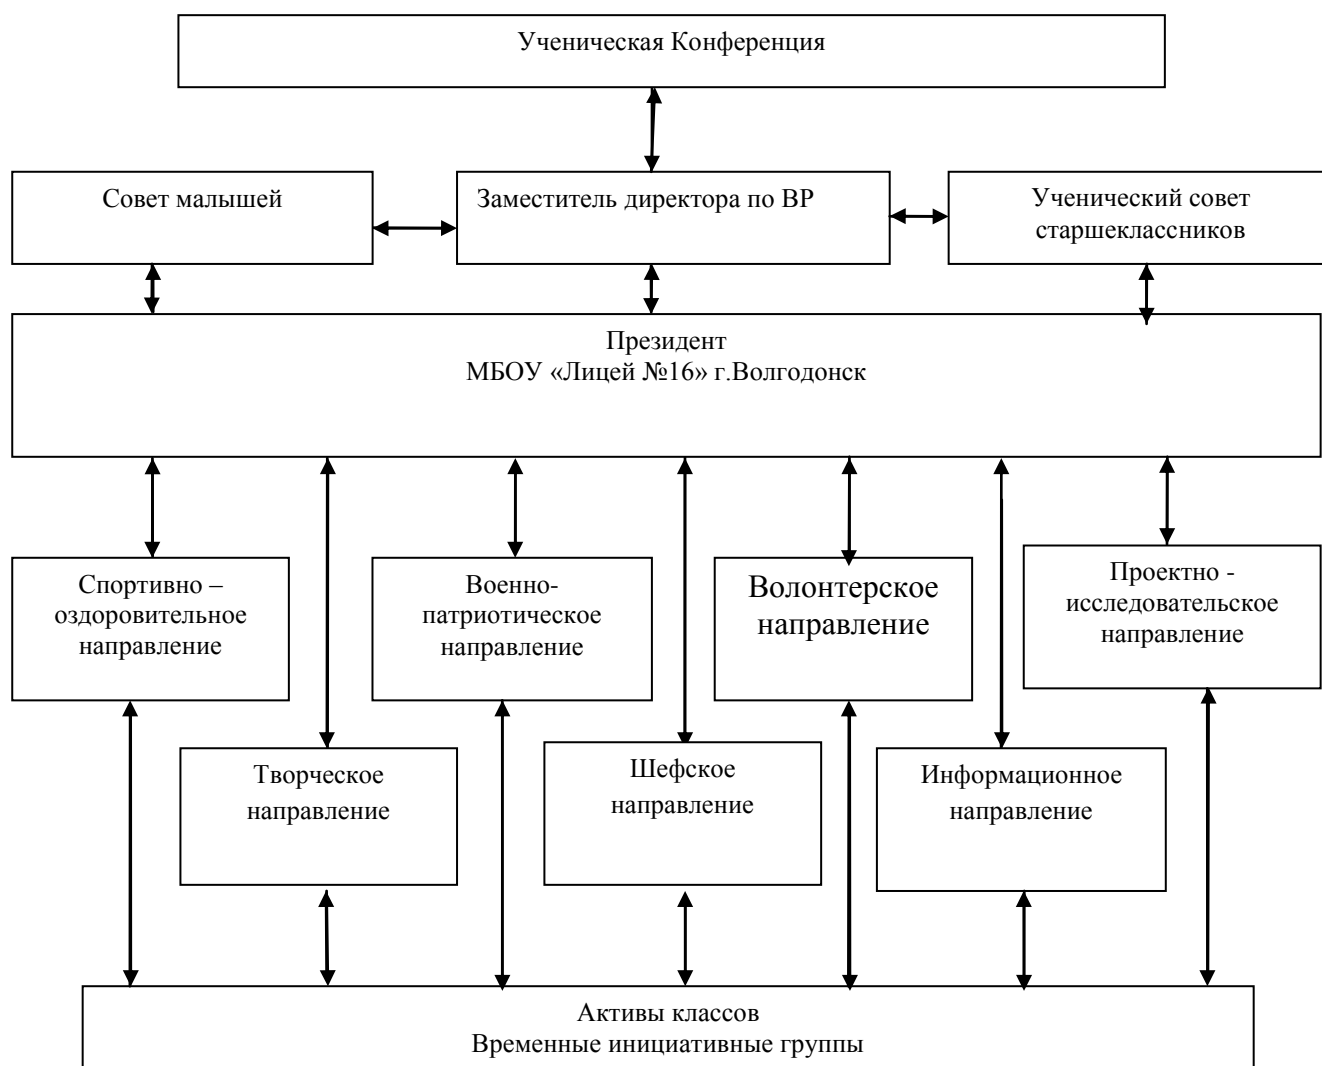 Ученическая Конференция
Совет малышей
Заместитель директора по ВР
Ученический совет
старшеклассников
Президент
МБОУ «Лицей №16» г.Волгодонск
Спортивно –
оздоровительное
направление
Военно-
патриотическое
направление
Волонтерское
направление
Проектно -
исследовательское
направление
Творческое
направление
Шефское
направление
Информационное
направление
Активы классов
Временные инициативные группы